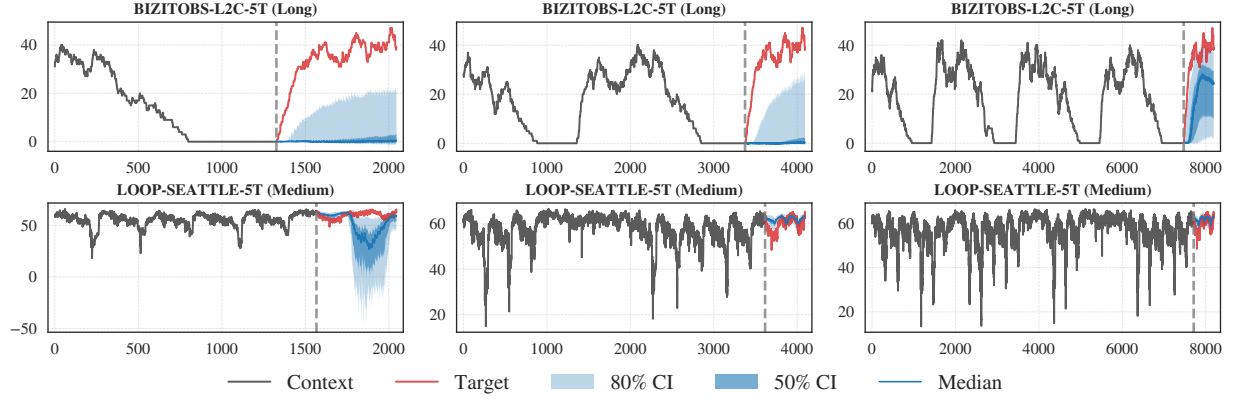 BIZITOBS-L2C-5T (Long) BIZITOBS-L2C-5T (Long) BIZITOBS-L2C-5T (Long)
40 40 40
20 20 20
0 0 0
0 500 1000 1500 2000 0 1000 2000 3000 4000 0 2000 4000 6000 8000
LOOP-SEATTLE-5T (Medium) LOOP-SEATTLE-5T (Medium) LOOP-SEATTLE-5T (Medium)
50 60 60
0 40 40
−50 20 20
0 500 1000 1500 2000 0 1000 2000 3000 4000 0 2000 4000 6000 8000
Context Target 80% CI 50% CI Median